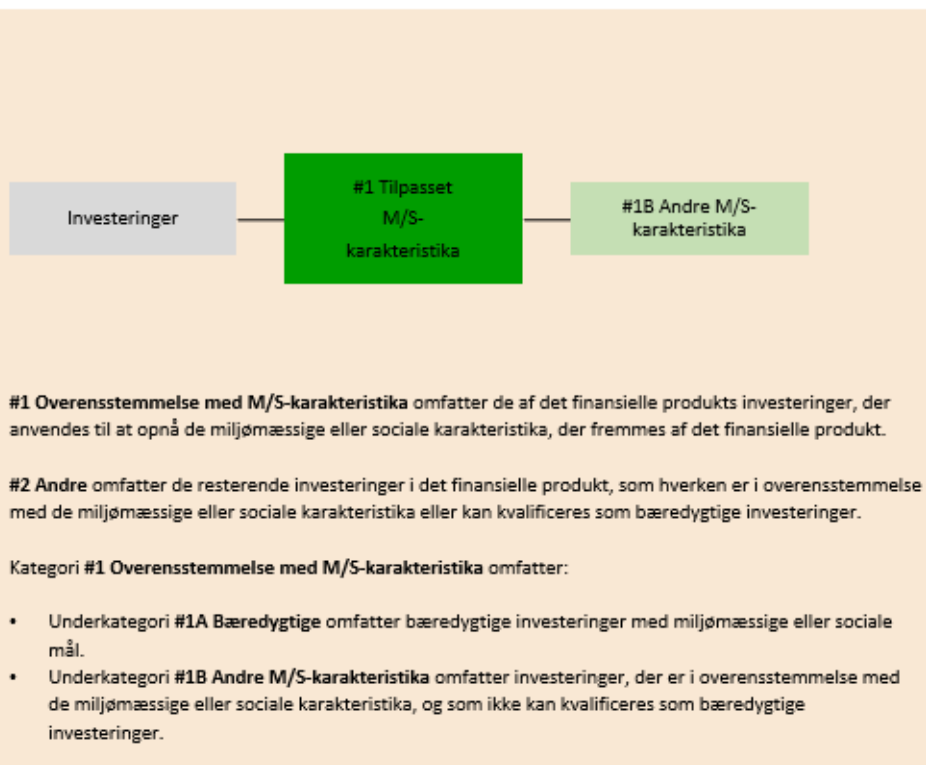 Investeringer
#1 Tilpasset
M/S-
karakteristika
#1B Andre M/S-
karakteristika
#1 Overensstemmelse med M/S-karakteristika omfatter de af det finansielle produkts investeringer, der
anvendes til at opnå de miljømæssige eller sociale karakteristika, der fremmes af det finansielle produkt.
#2 Andre omfatter de resterende investeringer i det finansielle produkt, som hverken er i overensstemmelse
med de miljømæssige eller sociale karakteristika eller kan kvalificeres som bæredygtige investeringer.
Kategori #1 Overensstemmelse med M/S-karakteristika omfatter:
• Underkategori #1A Bæredygtige omfatter bæredygtige investeringer med miljømæssige eller sociale
mål.
• Underkategori #1B Andre M/S-karakteristika omfatter investeringer, der er i overensstemmelse med
de miljømæssige eller sociale karakteristika, og som ikke kan kvalificeres som bæredygtige
investeringer.